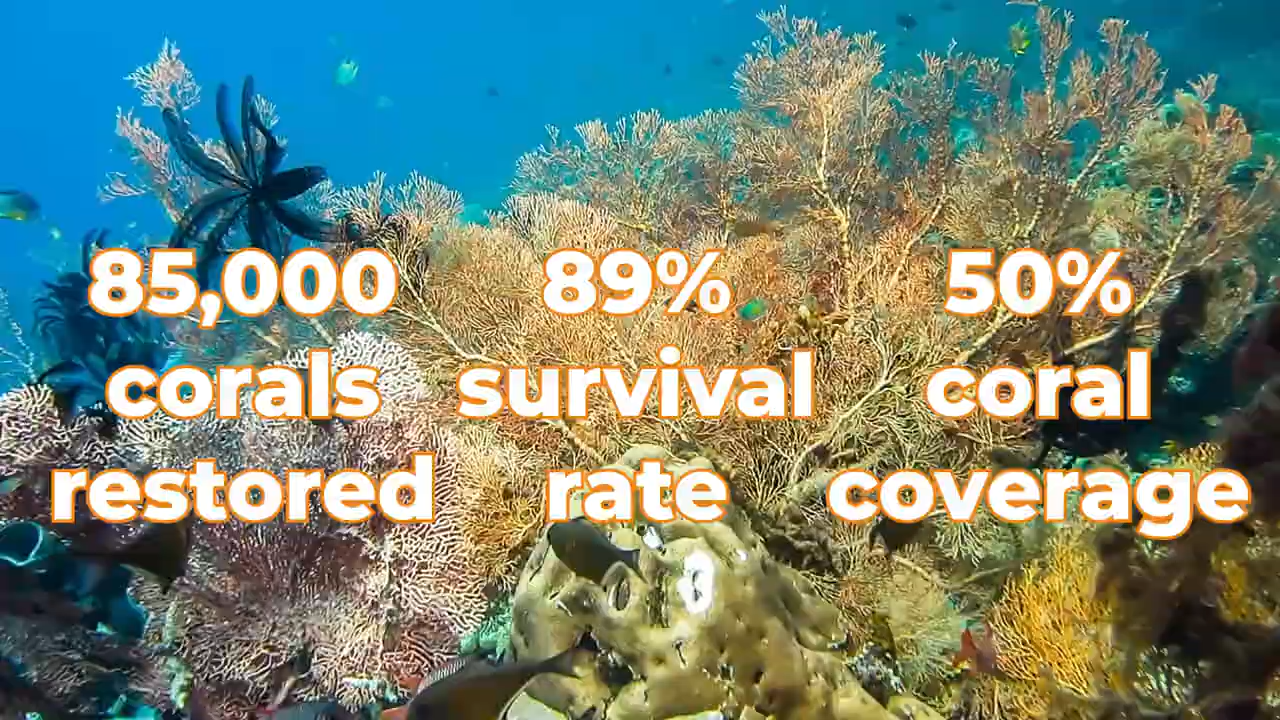 85,000
corals
restored
89%
survival
rate
50%
coral
coverage